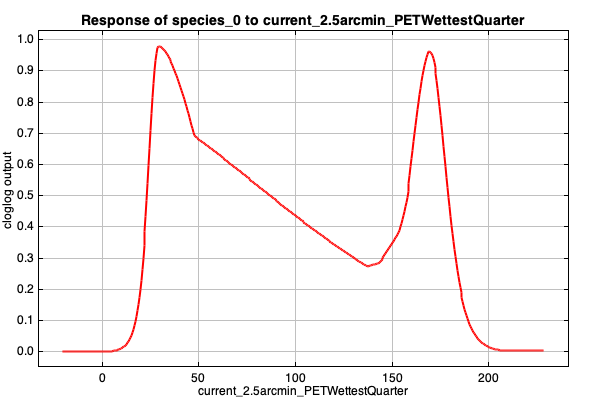 Response of species_0 to current_2.5arcmin_PETWettestQuarter
1.0
0.9
0.8
0.7
0.6
0.5
0.4
0.3
0.2
0.1
0.0
cloglog output
0 50 100 150 200
current_2.5arcmin_PETWettestQuarter